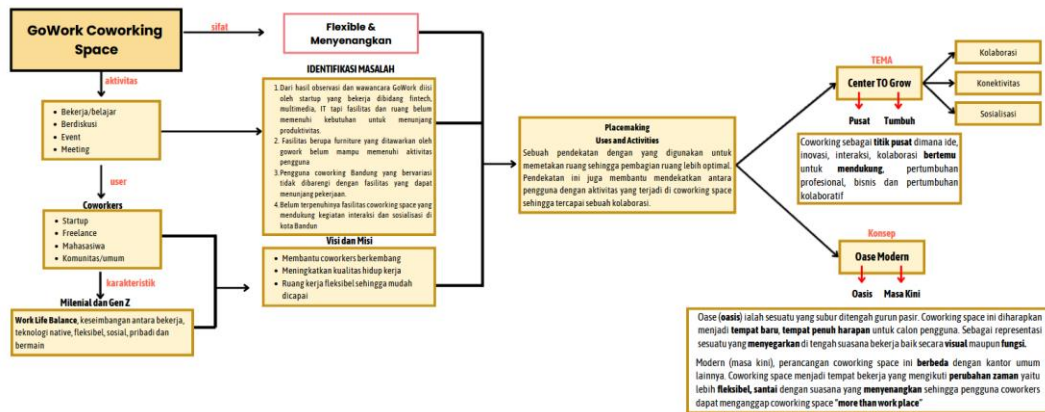 GoWork Coworking
Space
sifat
Flexible &
Menyenangkan
aktivitas
Bekerja/belajar
Berdiskusi
Event
Meeting
user
Coworkers
Startup
Freelance
Mahasasiwa
Komunitas/umum
karakteristik
Milenial dan Gen Z
Work Life Balance, keseimbangan antara bekerja,
teknologi native, fleksibel, sosial, pribadi dan
bermain
IDENTIFIKASI MASALAH
1. Dari hasil observasi dan wawancara GoWork diisi
oleh startup yang bekerja dibidang fintech,
multimedia, IT tapi fasilitas dan ruang belum
memenuhi kebutuhan untuk menunjang
produktivitas.
2. Fasilitas berupa furniture yang ditawarkan oleh
gowork belum mampu memenuhi aktivitas
pengguna
3. Pengguna coworking Bandung yang bervariasi
tidak dibarengi dengan fasilitas yang dapat
menunjang pekerjaan.
4. Belum terpenuhinya fasilitas coworking space yang
mendukung kegiatan interaksi dan sosialisasi di
kota Bandun
Visi dan Misi
Membantu coworkers berkembang
Meningkatkan kualitas hidup kerja
Ruang kerja fleksibel sehingga mudah
dicapai
Placemaking
Uses and Activities
Sebuah pendekatan dengan yang digunakan untuk
memetakan ruang sehingga pembagian ruang lebih optimal.
Pendekatan ini juga membantu mendekatkan antara
pengguna dengan aktivitas yang terjadi di coworking space
sehingga tercapai sebuah kolaborasi.
TEMA
Center TO Grow
Pusat
Tumbuh
Kolaborasi
Konektivitas
Sosialisasi
Coworking sebagai titik pusat dimana ide,
inovasi, interaksi, kolaborasi bertemu
untuk mendukung, pertumbuhan
profesional, bisnis dan pertumbuhan
kolaboratif
Konsep
Oase Modern
Oasis
Masa Kini
Oase (oasis) ialah sesuatu yang subur ditengah gurun pasir. Coworking space ini diharapkan
menjadi tempat baru, tempat penuh harapan untuk calon pengguna. Sebagai representasi
sesuatu yang menyegarkan di tengah suasana bekerja baik secara visual maupun fungsi.
Modern (masa kini), perancangan coworking space ini berbeda dengan kantor umum
lainnya. Coworking space menjadi tempat bekerja yang mengikuti perubahan zaman yaitu
lebih fleksibel, santai dengan suasana yang menyenangkan sehingga pengguna coworkers
dapat menganggap coworking space "more than work place"